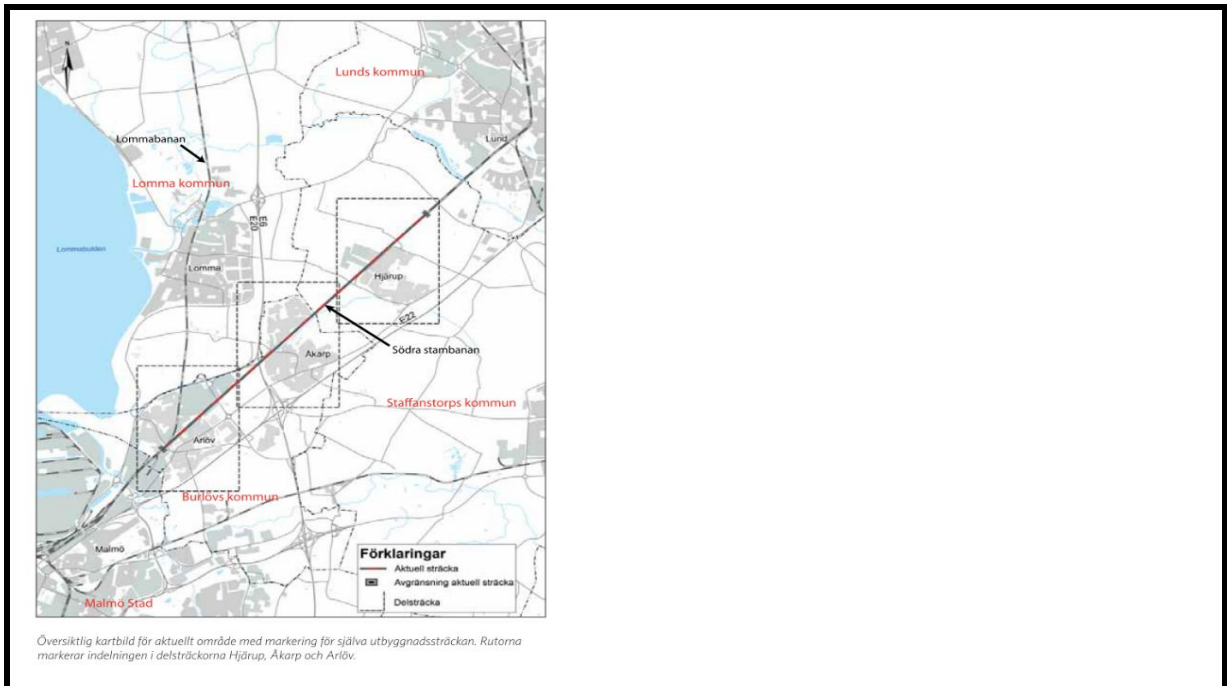 N
Lunds kommun
Lommabanan
Lund
Lomma kommun
E6
E20
Lommabukten
Lomma
Hjärup
E22
Södra stambanan
Åkarp
Staffanstorps kommun
Arlöv
Burlövs kommun
Malmö
Malmö Stad
Förklaringar
Aktuell sträcka
Avgränsning aktuell sträcka
Delsträcka
Översiktlig kartbild för aktuellt område med markering för själva utbyggnadssträckan. Rutorna
markerar indelningen i delsträckorna Hjärup, Åkarp och Arlöv.